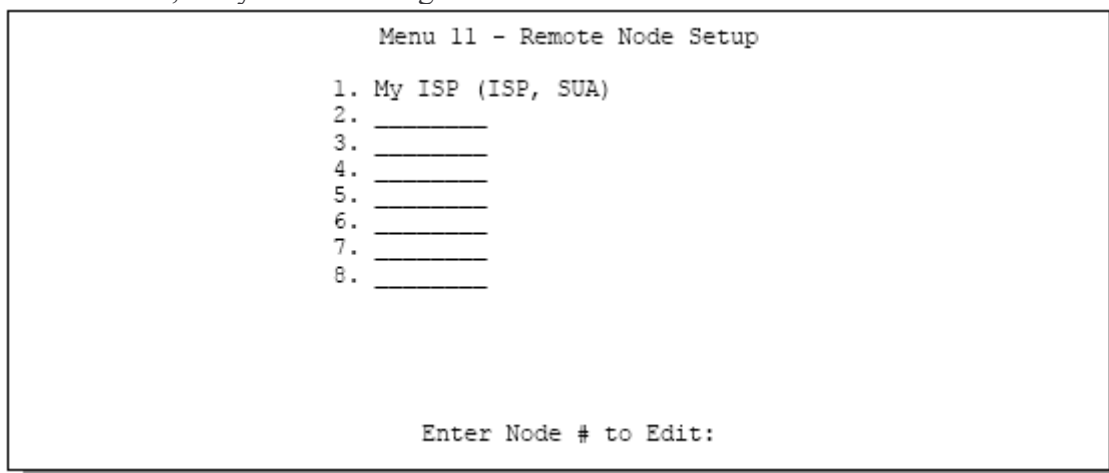 Menu 11 - Remote Node Setup
1. My ISP (ISP, SUA)
2. ________
3. ________
4. ________
5. ________
6. ________
7. ________
8. ________
Enter Node # to Edit: